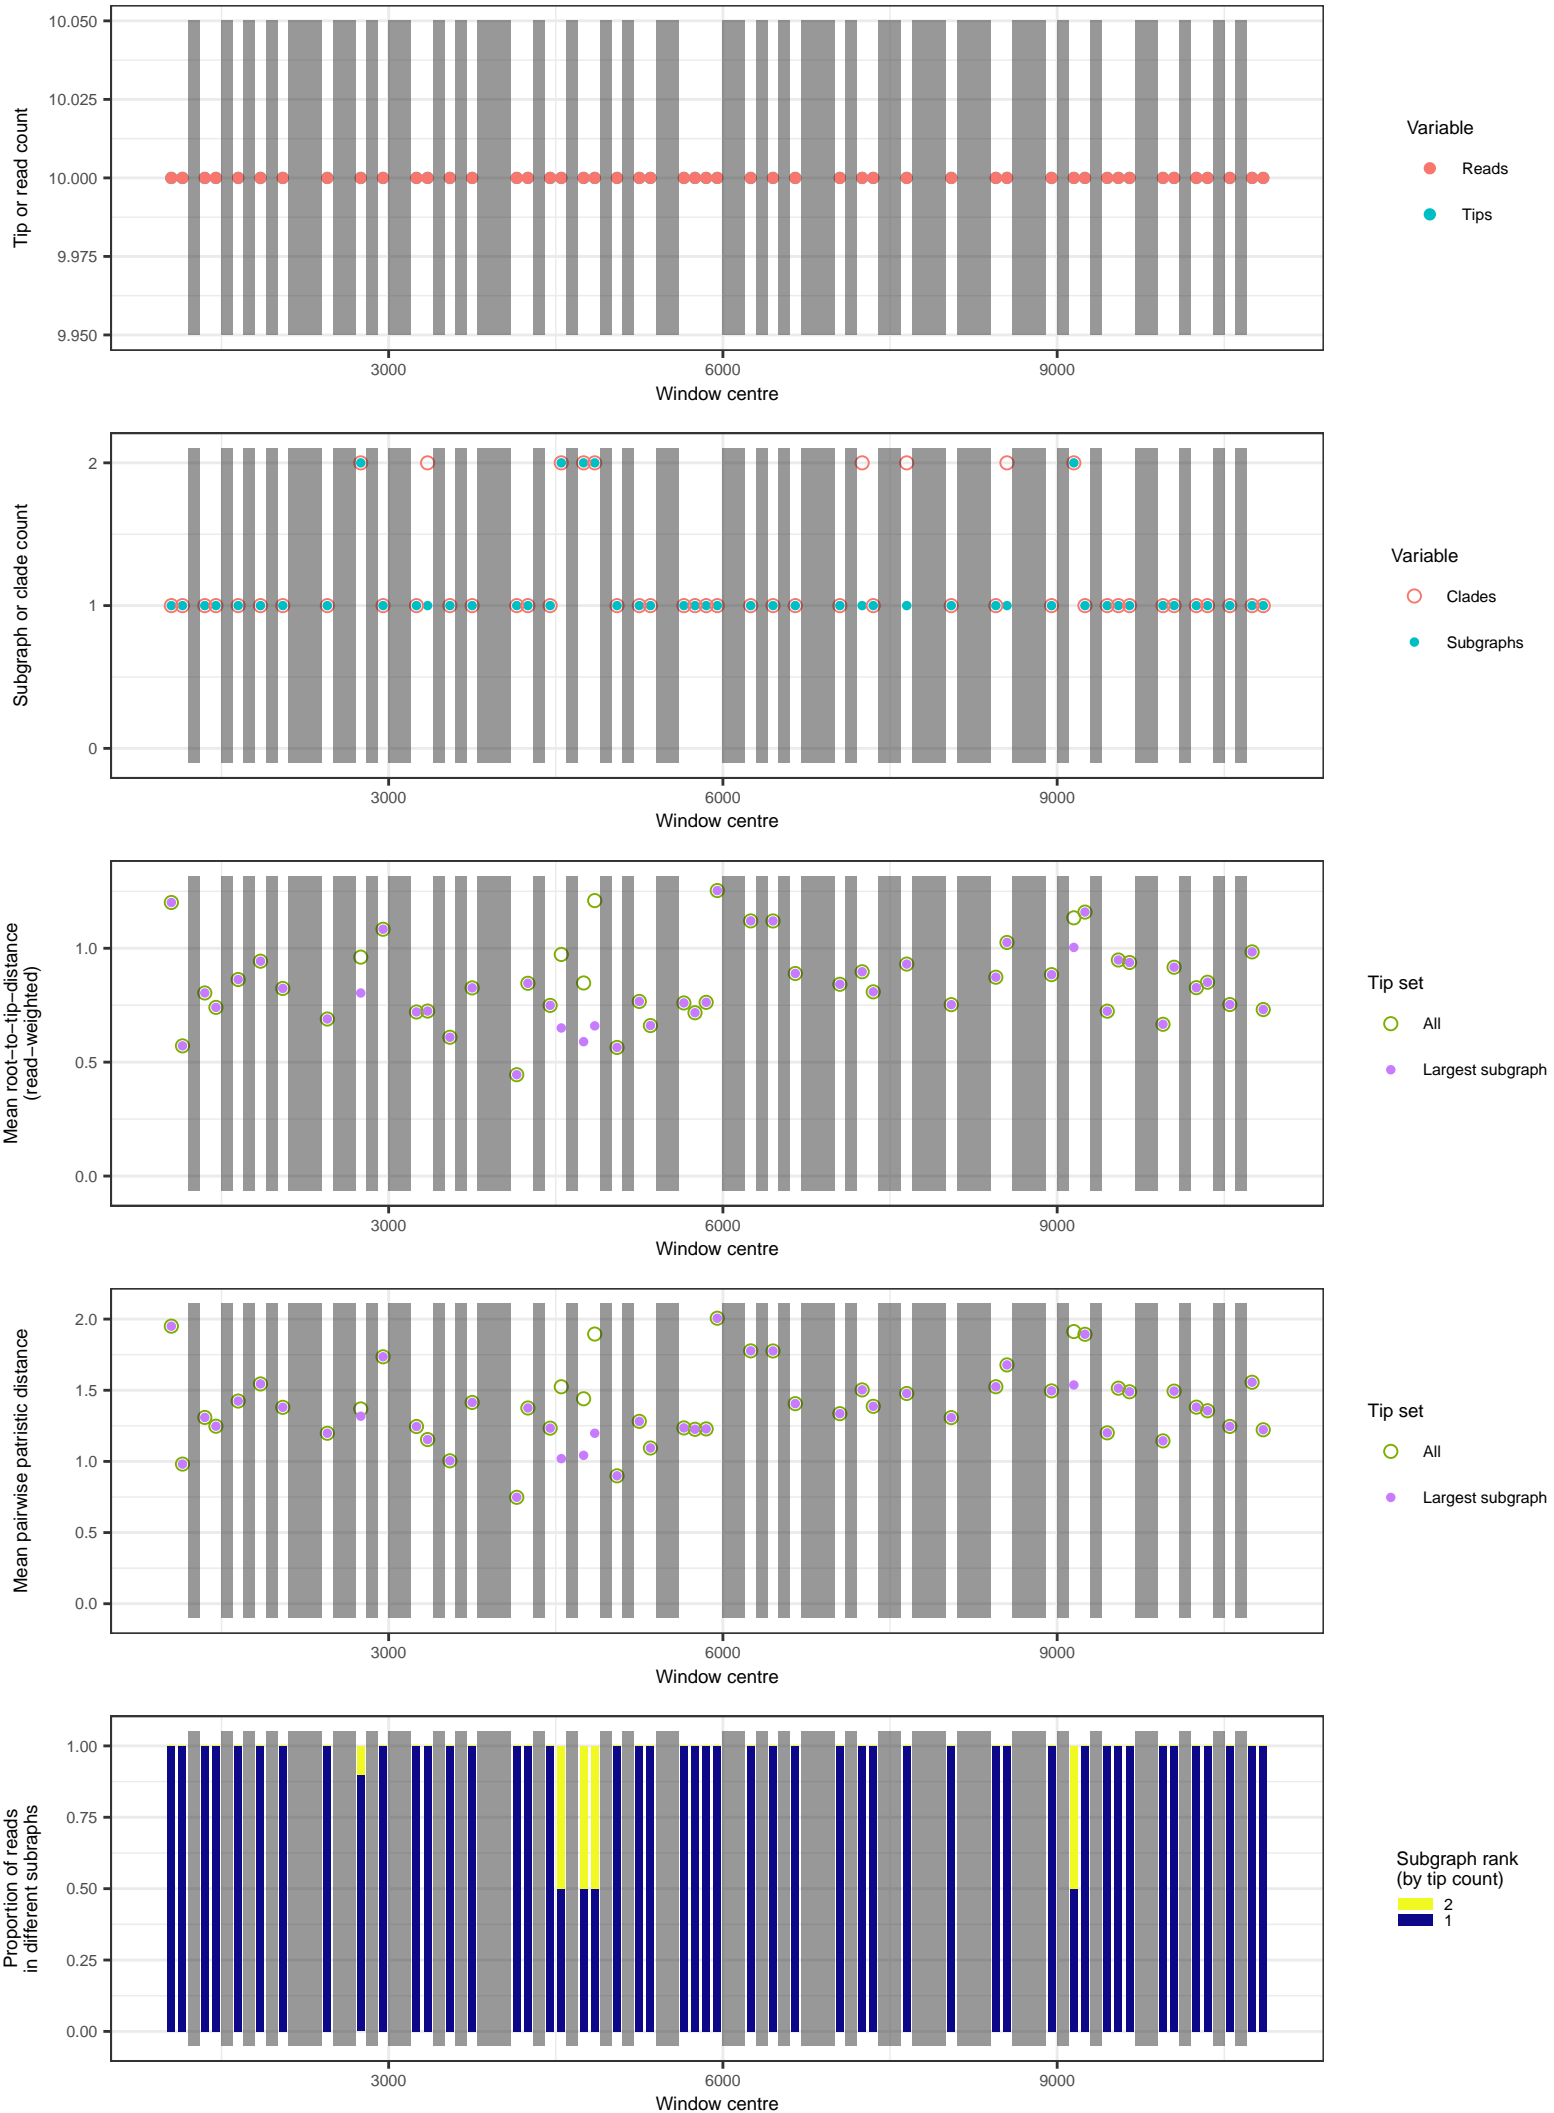 10.050
10.025
10.000
9.975
9.950
Tip or read count
3000
6000
9000
Window centre
Variable
Reads
Tips
2
1
0
Subgraph or clade count
3000
6000
9000
Window centre
Variable
Clades
Subgraphs
1.0
0.5
0.0
Mean root−to−tip−distance
(read−weighted)
3000
6000
9000
Window centre
Tip set
All
Largest subgraph
2.0
1.5
1.0
0.5
0.0
Mean pairwise patristic distance
3000
6000
9000
Window centre
Tip set
All
Largest subgraph
1.00
0.75
0.50
0.25
0.00
Proportion of reads
in different subraphs
3000
6000
9000
Window centre
Subgraph rank
(by tip count)
2
1